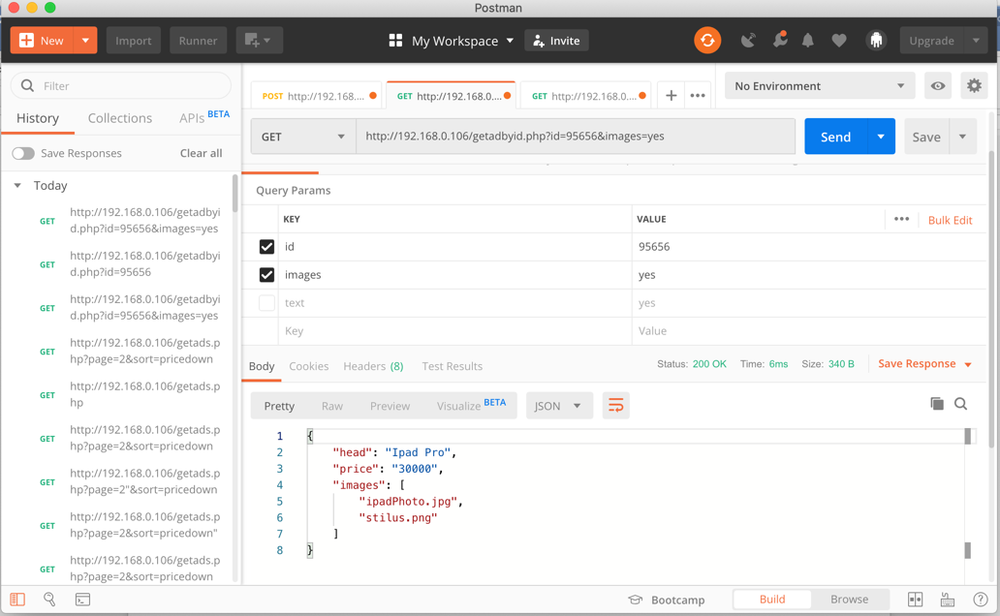 Postman
New
Import
Runner
My Workspace
Invite
Upgrade
Filter
History
Collections
APIs BETA
Save Responses
Clear all
Today
GET http://192.168.0.106/getadbyi
d.php?id=95656&images=yes
GET http://192.168.0.106/getadbyi
d.php?id=95656
GET http://192.168.0.106/getadbyi
d.php?id=95656&images=yes
GET http://192.168.0.106/getads.p
hp?page=2&sort=pricedown
GET http://192.168.0.106/getads.p
hp
GET http://192.168.0.106/getads.p
hp?page=2&sort=pricedown
GET http://192.168.0.106/getads.p
hp?page=2"&sort=pricedown
GET http://192.168.0.106/getads.p
hp?page=2&sort=pricedown"
GET http://192.168.0.106/getads.p
hp?page=2&sort=pricedown
POST http://192.168....
GET http://192.168.0....
GET http://192.168.0....
No Environment
GET
http://192.168.0.106/getadbyid.php?id=95656&images=yes
Send
Save
Query Params
KEY VALUE
Bulk Edit
id 95656
images yes
text yes
Key Value
Body Cookies Headers (8) Test Results
Status: 200 OK Time: 6ms Size: 340 B
Save Response
Pretty Raw Preview Visualize BETA
JSON
1 {
2 "head": "Ipad Pro",
3 "price": "30000",
4 "images": [
5 "ipadPhoto.jpg",
6 "stilus.png"
7 ]
8 }
Bootcamp
Build
Browse